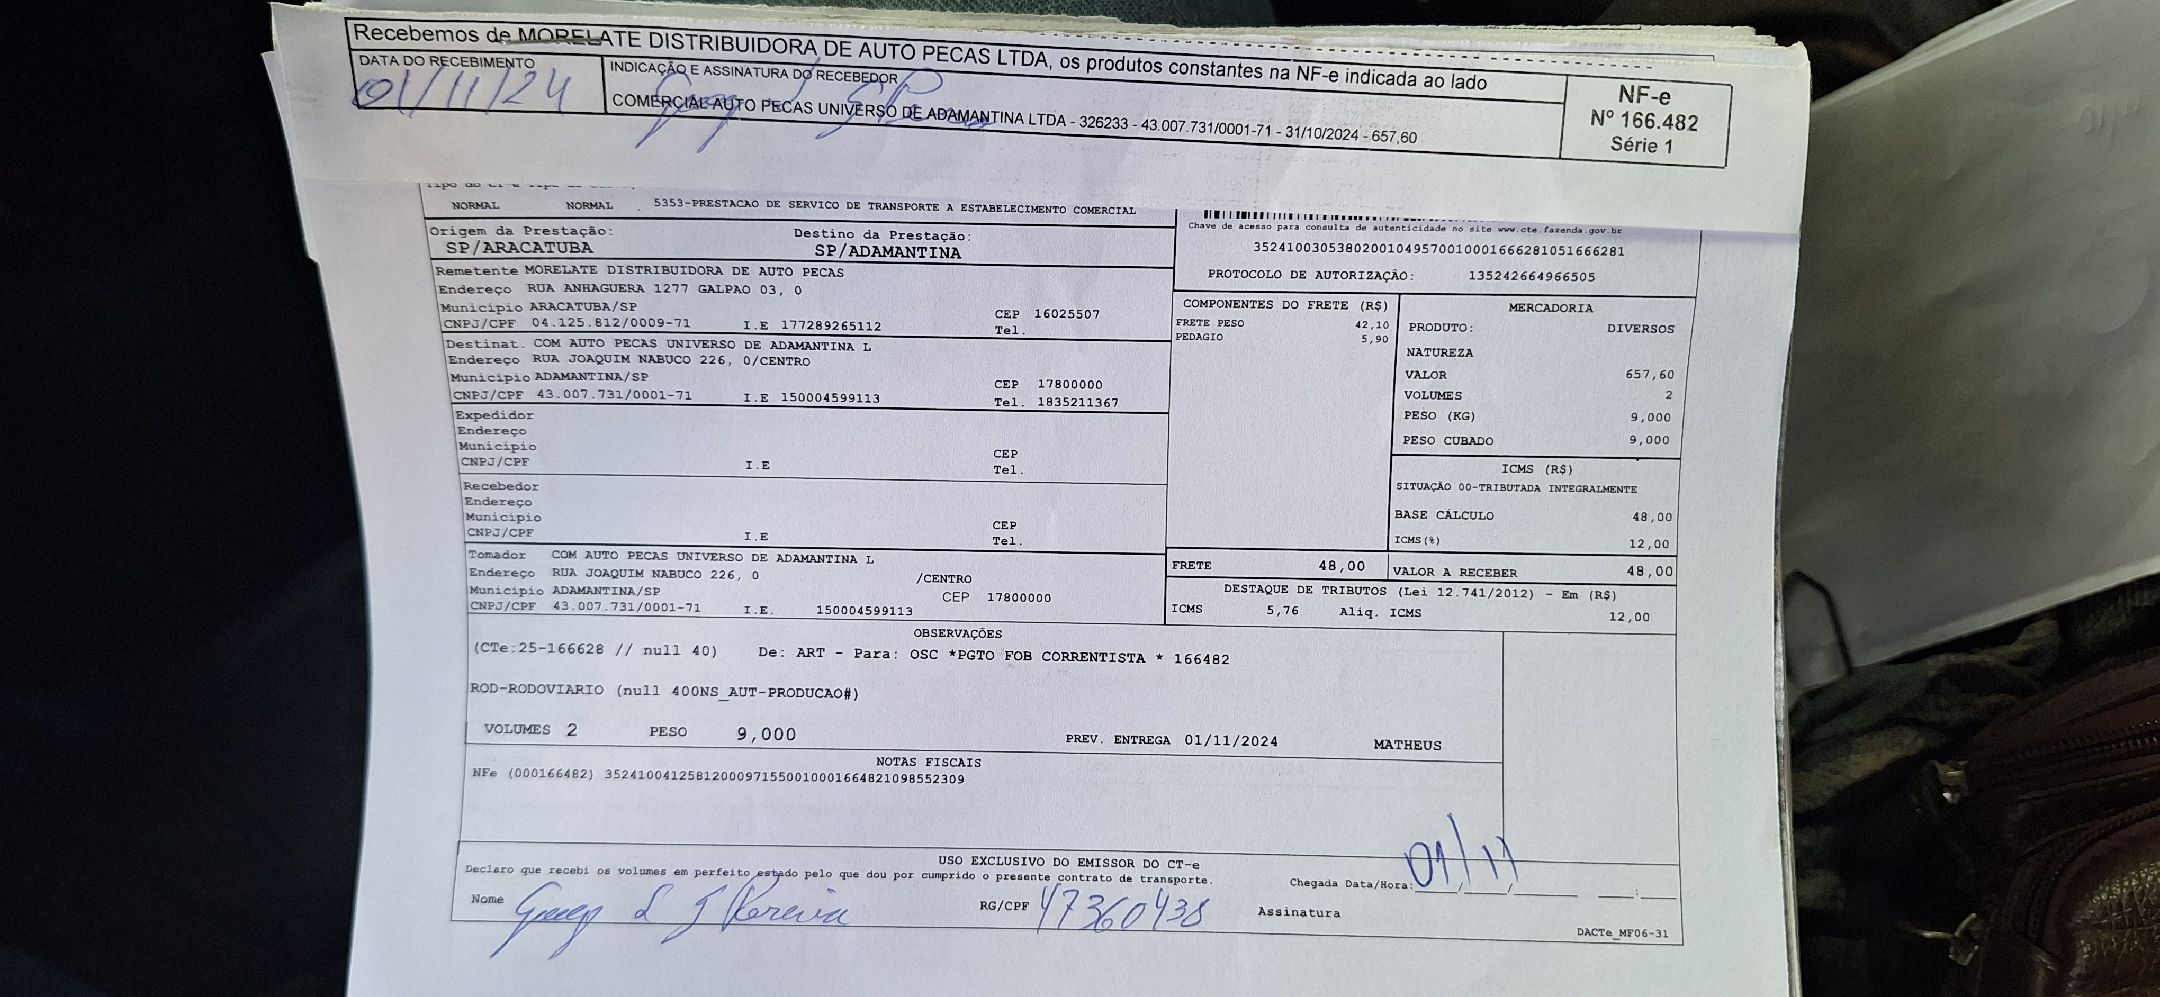 Recebemos de MORELATE DISTRIBUIDORA DE AUTO PECAS LTDA, os produtos constantes na NF-e indicada ao lado
DATA DO RECEBIMENTO
01/11/24
INDICAÇÃO E ASSINATURA DO RECEBEDOR
COMERCIAL AUTO PECAS UNIVERSO DE ADAMANTINA LTDA - 326233 - 43.007.731/0001-71 - 31/10/2024 - 657,60
NF-e
Nº 166.482
Série 1
NORMAL NORMAL 5353-PRESTACAO DE SERVICO DE TRANSPORTE A ESTABELECIMENTO COMERCIAL
Origem da Prestação: Destino da Prestação:
SP/ARACATUBA SP/ADAMANTINA
Chave de acesso para consulta de autenticidade no site www.cte.fazenda.gov.br
35241003053802001049570010001666281051666281
PROTOCOLO DE AUTORIZAÇÃO: 135242664966505
Remetente MORELATE DISTRIBUIDORA DE AUTO PECAS
Endereço RUA ANHAGUERA 1277 GALPAO 03, 0
Município ARACATUBA/SP CEP 16025507
CNPJ/CPF 04.125.812/0009-71 I.E 177289265112 Tel.
Destinat. COM AUTO PECAS UNIVERSO DE ADAMANTINA L
Endereço RUA JOAQUIM NABUCO 226, 0/CENTRO
Município ADAMANTINA/SP CEP 17800000
CNPJ/CPF 43.007.731/0001-71 I.E 150004599113 Tel. 1835211367
Expedidor
Endereço
Município CEP
CNPJ/CPF I.E Tel.
Recebedor
Endereço
Município CEP
CNPJ/CPF I.E Tel.
Tomador COM AUTO PECAS UNIVERSO DE ADAMANTINA L
Endereço RUA JOAQUIM NABUCO 226, 0 /CENTRO
Município ADAMANTINA/SP CEP 17800000
CNPJ/CPF 43.007.731/0001-71 I.E. 150004599113
COMPONENTES DO FRETE (R$)
FRETE PESO 42,10
PEDAGIO 5,90
MERCADORIA
PRODUTO: DIVERSOS
NATUREZA
VALOR 657,60
VOLUMES 2
PESO (KG) 9,000
PESO CUBADO 9,000
ICMS (R$)
SITUAÇÃO 00-TRIBUTADA INTEGRALMENTE
BASE CÁLCULO 48,00
ICMS(%) 12,00
FRETE 48,00 VALOR A RECEBER 48,00
DESTAQUE DE TRIBUTOS (Lei 12.741/2012) - Em (R$)
ICMS 5,76 Aliq. ICMS 12,00
OBSERVAÇÕES
(CTe:25-166628 // null 40) De: ART - Para: OSC *PGTO FOB CORRENTISTA * 166482
ROD-RODOVIARIO (null 400NS_AUT-PRODUCAO#)
VOLUMES 2 PESO 9,000 PREV. ENTREGA 01/11/2024 MATHEUS
NOTAS FISCAIS
NFe (000166482) 35241004125812000971550010001664821098552309
USO EXCLUSIVO DO EMISSOR DO CT-e
Declaro que recebi os volumes em perfeito estado pelo que dou por cumprido o presente contrato de transporte.
Chegada Data/Hora: 01/11
Nome Pereira RG/CPF 47360438 Assinatura
DACTe_MF06-31